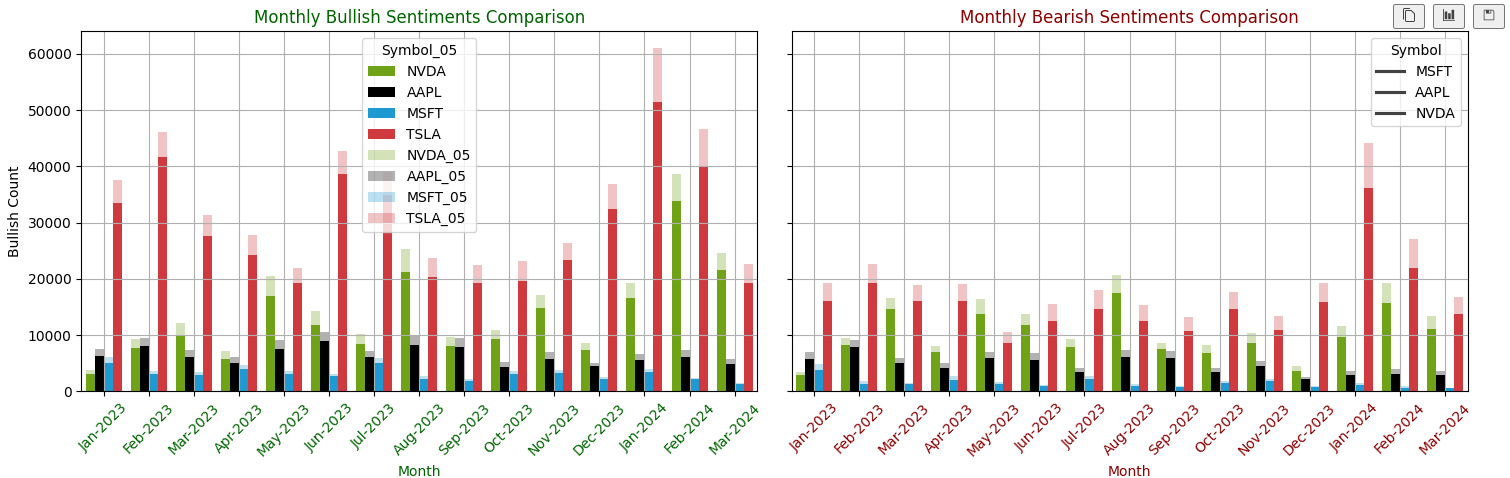 Monthly Bullish Sentiments Comparison
Bullish Count
60000
50000
40000
30000
20000
10000
0
Symbol_05
NVDA
AAPL
MSFT
TSLA
NVDA_05
AAPL_05
MSFT_05
TSLA_05
Jan-2023
Feb-2023
Mar-2023
Apr-2023
May-2023
Jun-2023
Jul-2023
Aug-2023
Sep-2023
Oct-2023
Nov-2023
Dec-2023
Jan-2024
Feb-2024
Mar-2024
Month
Monthly Bearish Sentiments Comparison
Symbol
MSFT
AAPL
NVDA
Jan-2023
Feb-2023
Mar-2023
Apr-2023
May-2023
Jun-2023
Jul-2023
Aug-2023
Sep-2023
Oct-2023
Nov-2023
Dec-2023
Jan-2024
Feb-2024
Mar-2024
Month